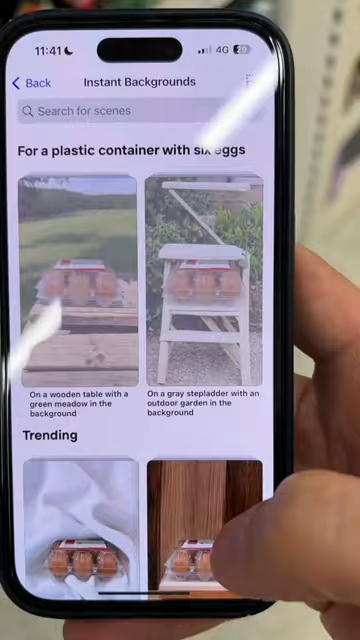 11:41
4G 20
Back
Instant Backgrounds
Search for scenes
For a plastic container with six eggs
On a wooden table with a
green meadow in the
background
On a gray stepladder with an
outdoor garden in the
background
Trending